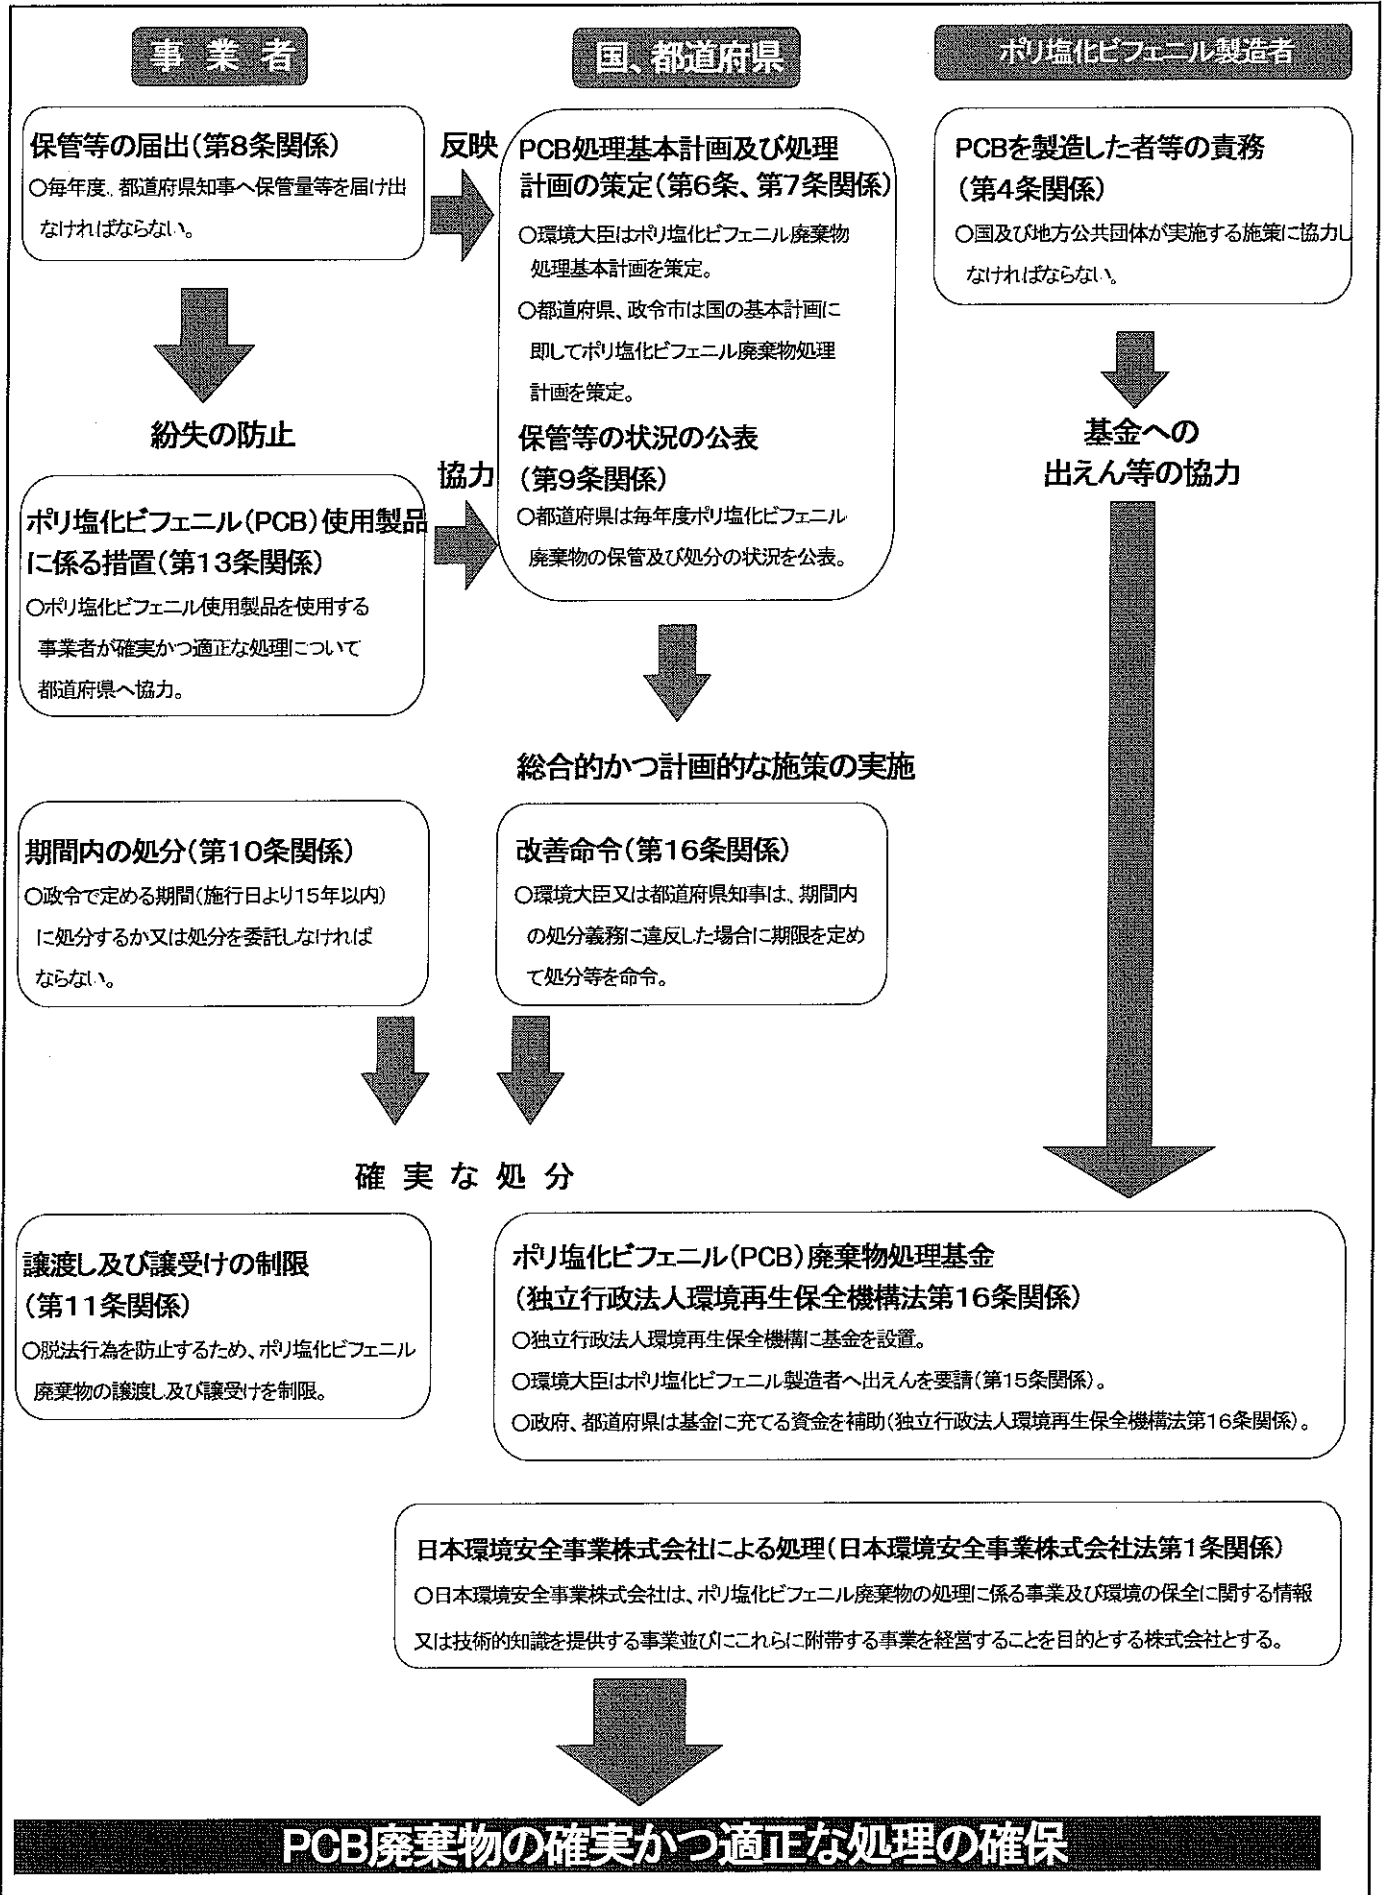 事業者
国、都道府県
ポリ塩化ビフェニル製造者
保管等の届出(第8条関係)
○毎年度、都道府県知事へ保管量等を届け出
なければならない。
反映
PCB処理基本計画及び処理
計画の策定(第6条、第7条関係)
○環境大臣はポリ塩化ビフェニル廃棄物
処理基本計画を策定。
○都道府県、政令市は国の基本計画に
即してポリ塩化ビフェニル廃棄物処理
計画を策定。
保管等の状況の公表
(第9条関係)
○都道府県は毎年度ポリ塩化ビフェニル
廃棄物の保管及び処分の状況を公表。
PCBを製造した者等の責務
(第4条関係)
○国及び地方公共団体が実施する施策に協力し
なければならない。
紛失の防止
協力
基金への
出えん等の協力
ポリ塩化ビフェニル(PCB)使用製品
に係る措置(第13条関係)
○ポリ塩化ビフェニル使用製品を使用する
事業者が確実かつ適正な処理について
都道府県へ協力。
総合的かつ計画的な施策の実施
期間内の処分(第10条関係)
○政令で定める期間(施行日より15年以内)
に処分するか又は処分を委託しなければ
ならない。
改善命令(第16条関係)
○環境大臣又は都道府県知事は、期間内
の処分義務に違反した場合に期限を定め
て処分等を命令。
確実な処分
譲渡し及び譲受けの制限
(第11条関係)
○脱法行為を防止するため、ポリ塩化ビフェニル
廃棄物の譲渡し及び譲受けを制限。
ポリ塩化ビフェニル(PCB)廃棄物処理基金
(独立行政法人環境再生保全機構法第16条関係)
○独立行政法人環境再生保全機構に基金を設置。
○環境大臣はポリ塩化ビフェニル製造者へ出えんを要請(第15条関係)。
○政府、都道府県は基金に充てる資金を補助(独立行政法人環境再生保全機構法第16条関係)。
日本環境安全事業株式会社による処理(日本環境安全事業株式会社法第1条関係)
○日本環境安全事業株式会社は、ポリ塩化ビフェニル廃棄物の処理に係る事業及び環境の保全に関する情報
又は技術的知識を提供する事業並びにこれらに附帯する事業を経営することを目的とする株式会社とする。
PCB廃棄物の確実かつ適正な処理の確保